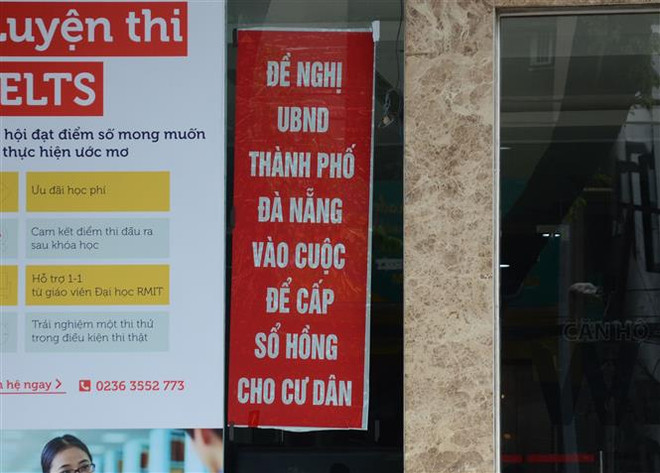 uyện thi
ELTS
hội đạt điểm số mong muốn
thực hiện ước mơ
Ưu đãi học phí
Cam kết điểm thi đầu ra
sau khóa học
Hỗ trợ 1-1
từ giáo viên Đại học RMIT
Trải nghiệm một thi thử
trong điều kiện thi thật
hệ ngay
0236 3552 773
ĐỀ NGHỊ
UBND
THÀNH PHỐ
ĐÀ NẴNG
VÀO CUỘC
ĐỂ CẤP
SỔ HỒNG
CHO CƯ DÂN
CĂN HỘ